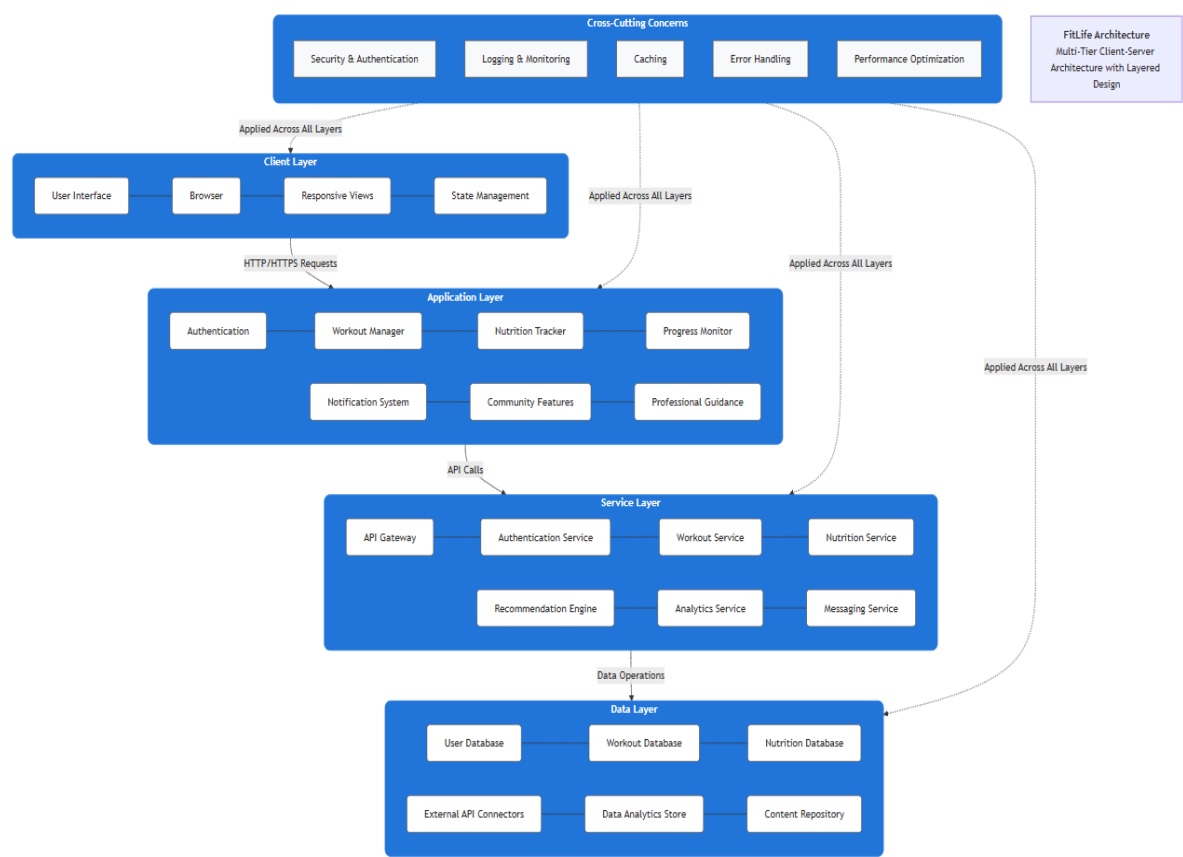 Cross-Cutting Concerns
Security & Authentication
Logging & Monitoring
Caching
Error Handling
Performance Optimization
FitLife Architecture
Multi-Tier Client-Server
Architecture with Layered
Design
Applied Across All Layers
Client Layer
User Interface
Browser
Responsive Views
State Management
Applied Across All Layers
HTTP/HTTPS Requests
Applied Across All Layers
Application Layer
Authentication
Workout Manager
Nutrition Tracker
Progress Monitor
Applied Across All Layers
Notification System
Community Features
Professional Guidance
API Calls
Service Layer
API Gateway
Authentication Service
Workout Service
Nutrition Service
Recommendation Engine
Analytics Service
Messaging Service
Data Operations
Data Layer
User Database
Workout Database
Nutrition Database
External API Connectors
Data Analytics Store
Content Repository